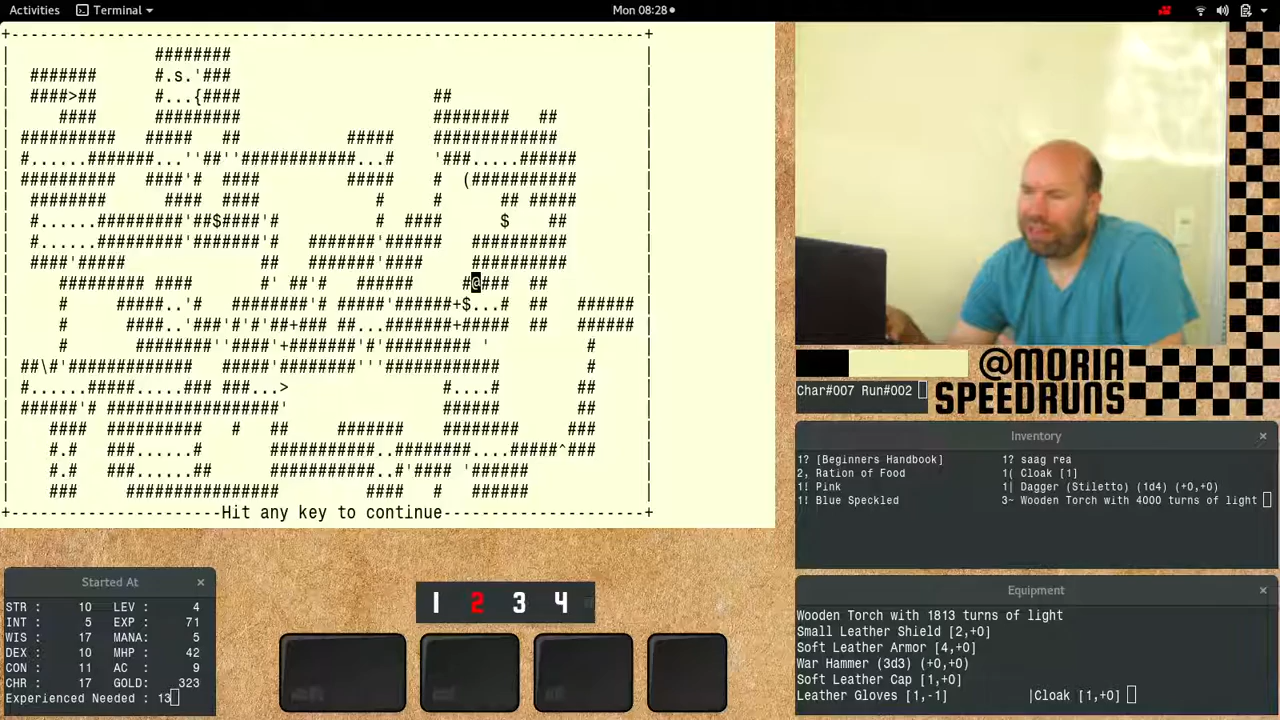 Activities Terminal Mon 08:28
+--------------------------------------------------------------------+
########
####### #.s.'###
####>## #...{#### ##
#### ######### ######## ##
########## ##### ## ##### #############
#......#######...''##''############...# '###.....######
########## ####'# #### ##### # (###########
######## #### #### # # ## #####
#......#########'##$####'# # #### $ ##
#......#########'#######'# #######'###### ##########
####'##### ## #######'#### ##########
######### #### #' ##'# ###### #@### ##
# #####..'# ########'# #####'######+$...# ## ######
# ####..'###'#'#'##+### ##...#######+##### ## ######
# ########''####'+#######'#'######### ' #
##\#'############# #####'########'''############ #
#......#####.....### ###...> #....# ##
######'# ##################' ###### ##
#### ########## # ## ####### ######## ###
#.# ###......# ###########..########....#####^###
#.# ###......## ###########..#'#### '######
### ################ #### # ######
+----------------------Hit any key to continue----------------------+
Char#007 Run#002
@MORIA
SPEEDRUNS
Inventory
1? [Beginners Handbook] 1? saag rea
2, Ration of Food 1( Cloak [1]
1! Pink 1| Dagger (Stiletto) (1d4) (+0,+0)
1! Blue Speckled 3~ Wooden Torch with 4000 turns of light
Equipment
Wooden Torch with 1813 turns of light
Small Leather Shield [2,+0]
Soft Leather Armor [4,+0]
War Hammer (3d3) (+0,+0)
Soft Leather Cap [1,+0]
Leather Gloves [1,-1] |Cloak [1,+0]
Started At
STR : 10 LEV : 4
INT : 5 EXP : 71
WIS : 17 MANA: 5
DEX : 10 MHP : 42
CON : 11 AC : 9
CHR : 17 GOLD: 323
Experienced Needed : 13
1 2 3 4